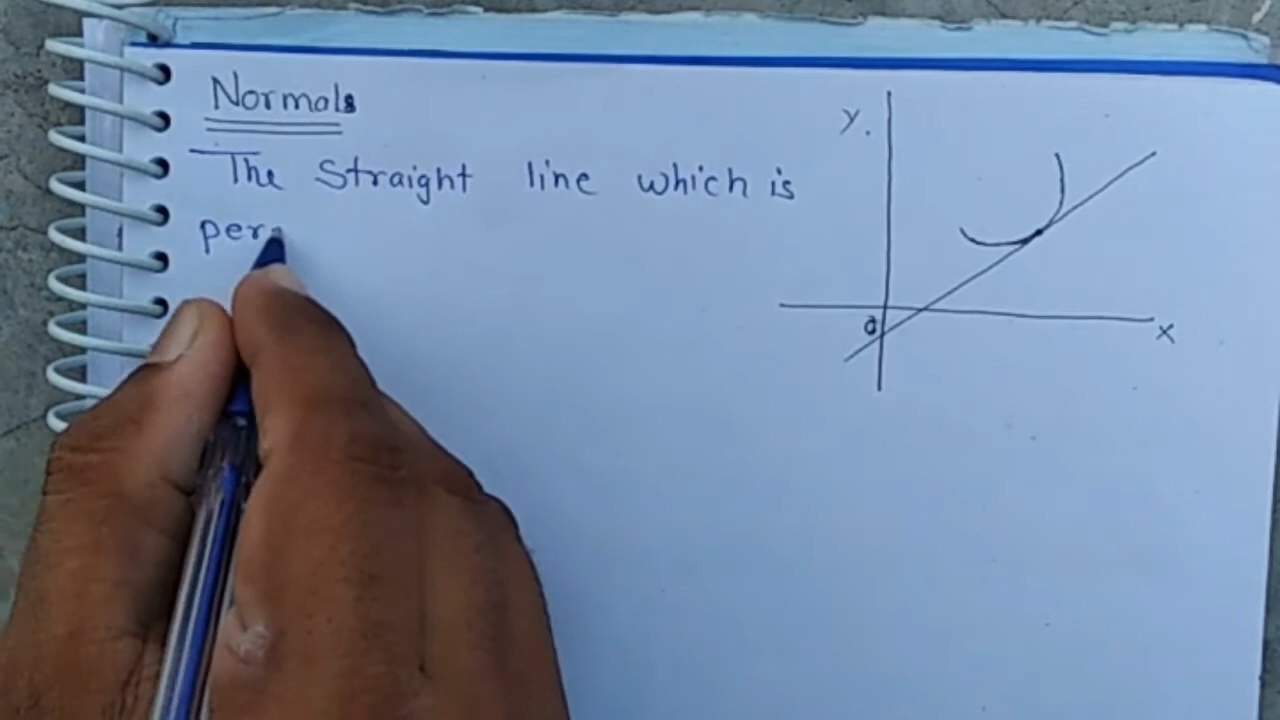 Normals
The straight line which is
per
y.
0
x